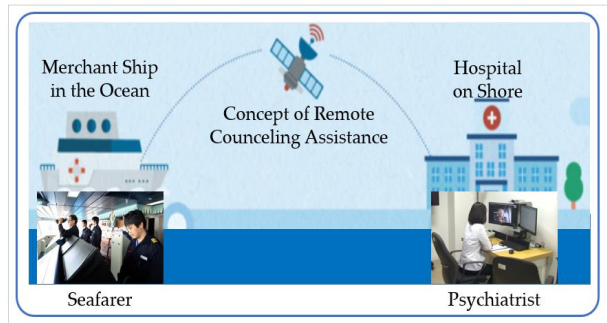 Merchant Ship
in the Ocean
Concept of Remote
Counceling Assistance
Hospital
on Shore
Seafarer
Psychiatrist